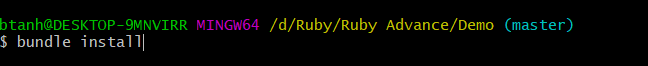 btanh@DESKTOP-9MNVIRR MINGW64 /d/Ruby/Ruby Advance/Demo (master)
$ bundle install